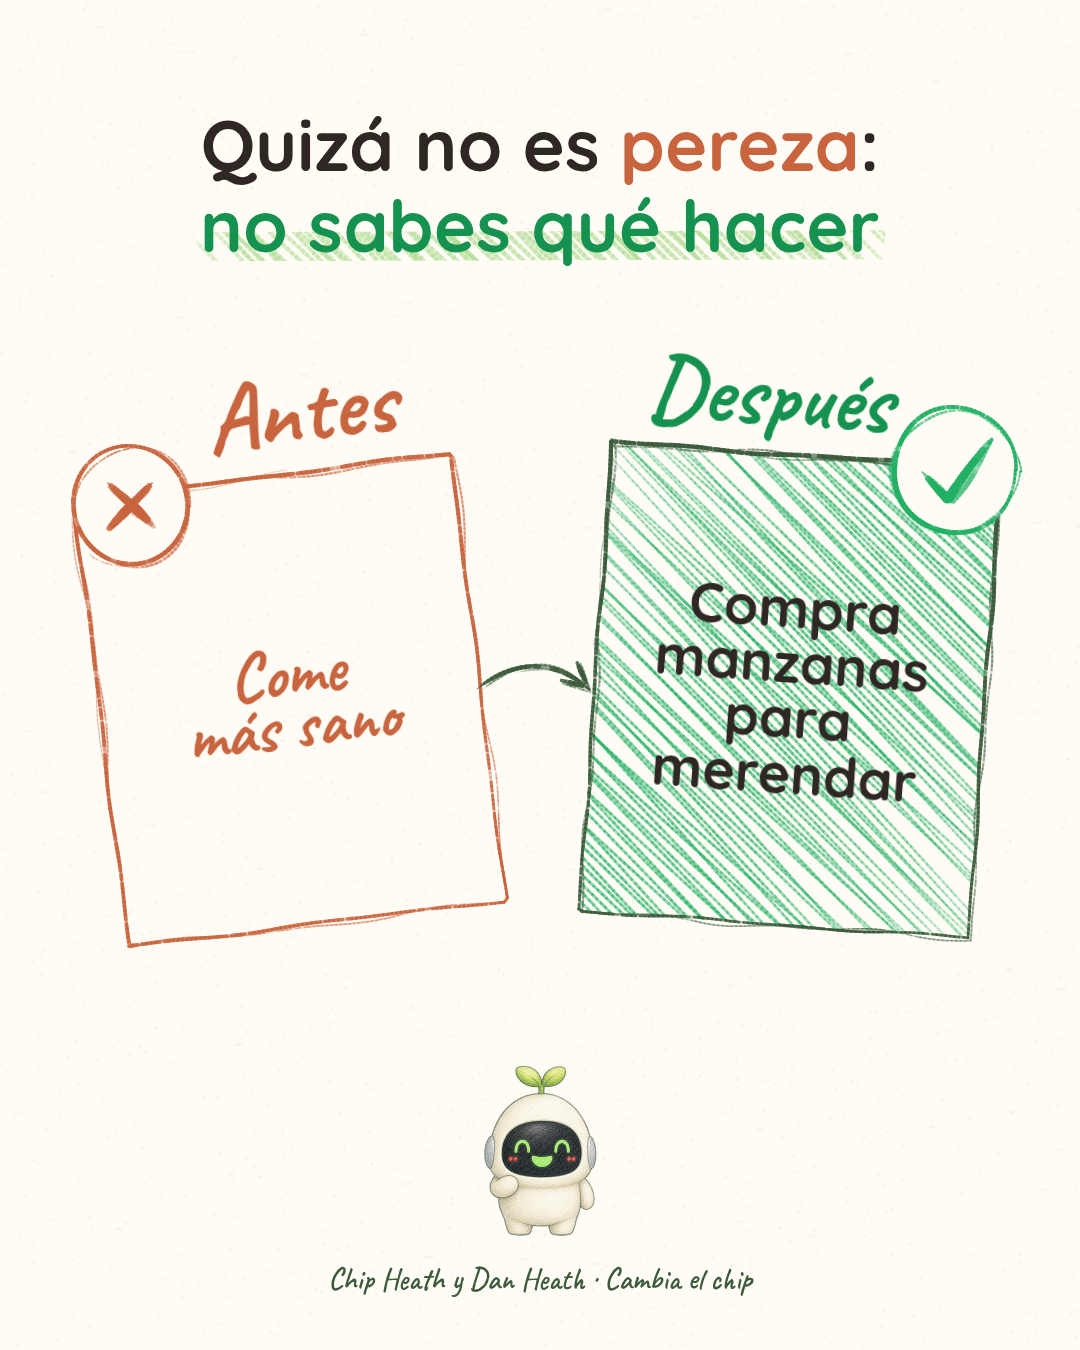 Quizá no es pereza:
no sabes qué hacer
Antes
Come
más sano
Después
Compra
manzanas
para
merendar
Chip Heath y Dan Heath · Cambia el chip